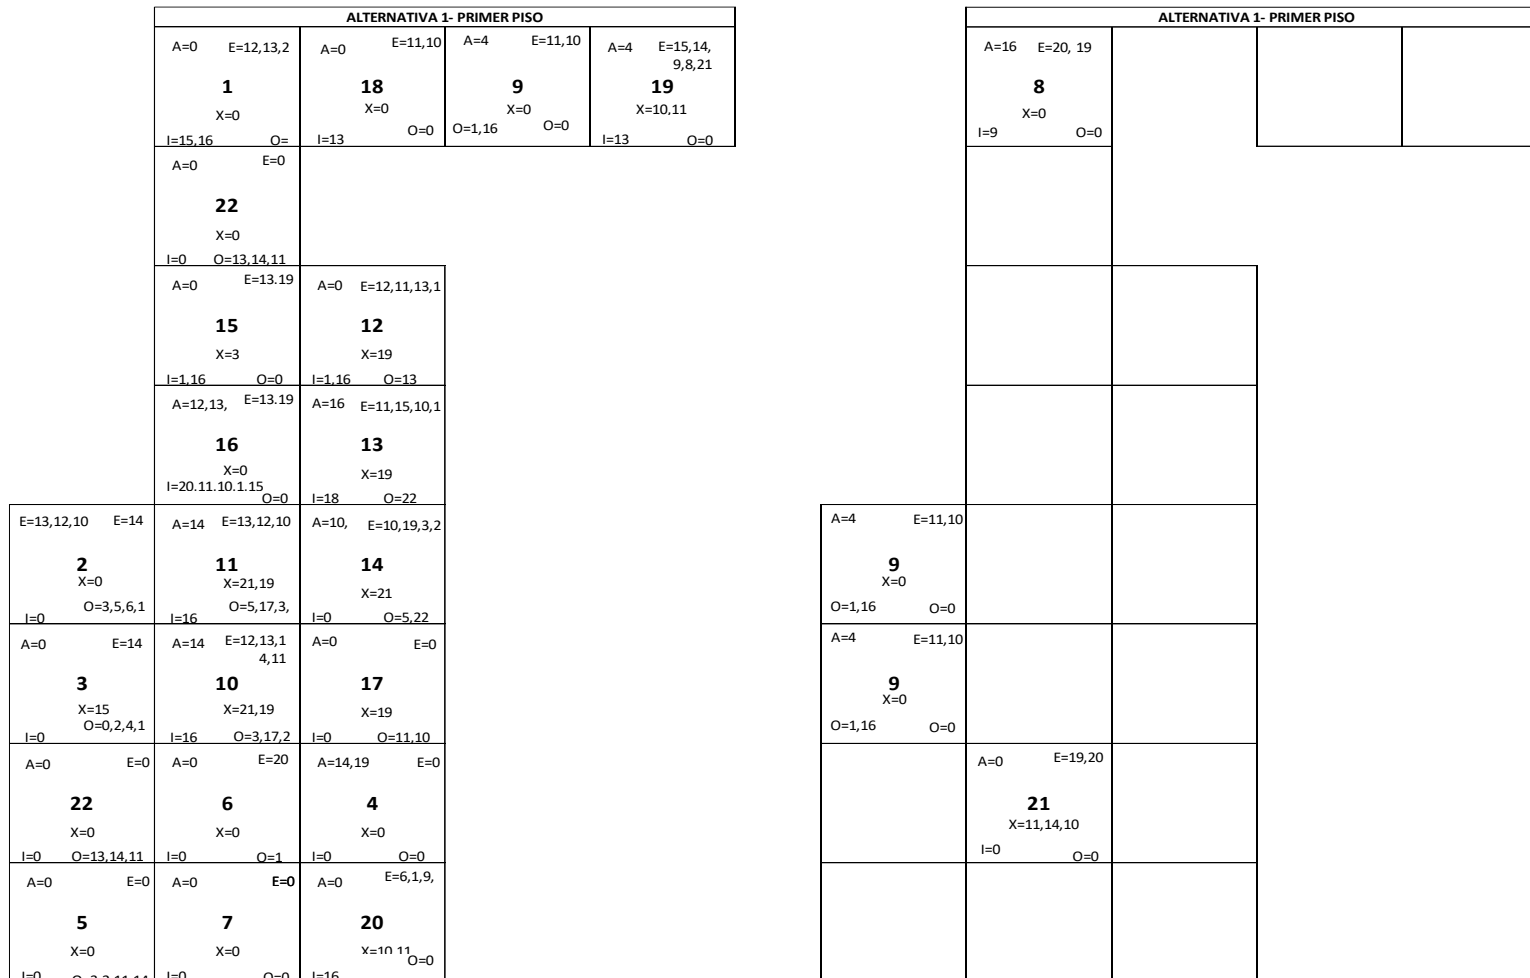 ALTERNATIVA 1- PRIMER PISO
A=0 E=12,13,2
1
X=0
I=15,16 O=
A=0 E=11,10
18
X=0
I=13 O=0
A=4 E=11,10
9
X=0
O=1,16 O=0
A=4 E=15,14,
9,8,21
19
X=10,11
I=13 O=0
A=0 E=0
22
X=0
I=0 O=13,14,11
A=0 E=13.19
15
X=3
I=1,16 O=0
A=0 E=12,11,13,1
12
X=19
I=1,16 O=13
A=12,13, E=13.19
16
X=0
I=20.11.10.1.15
O=0
A=16 E=11,15,10,1
13
X=19
I=18 O=22
E=13,12,10 E=14
2
X=0
O=3,5,6,1
I=0
A=14 E=13,12,10
11
X=21,19
O=5,17,3,
I=16
A=10, E=10,19,3,2
14
X=21
I=0 O=5,22
A=0 E=14
3
X=15
O=0,2,4,1
I=0
A=14 E=12,13,1
4,11
10
X=21,19
I=16 O=3,17,2
A=0 E=0
17
X=19
I=0 O=11,10
A=0 E=0
22
X=0
I=0 O=13,14,11
A=0 E=20
6
X=0
I=0 O=1
A=14,19 E=0
4
X=0
I=0 O=0
A=0 E=0
5
X=0
I=0 O=2,3,11,14
A=0 E=0
7
X=0
I=0 O=0
A=0 E=6,1,9,
20
X=10,11
O=0
I=16
ALTERNATIVA 1- PRIMER PISO
A=16 E=20, 19
8
X=0
I=9 O=0
A=4 E=11,10
9
X=0
O=1,16 O=0
A=4 E=11,10
9
X=0
O=1,16 O=0
A=0 E=19,20
21
X=11,14,10
I=0 O=0